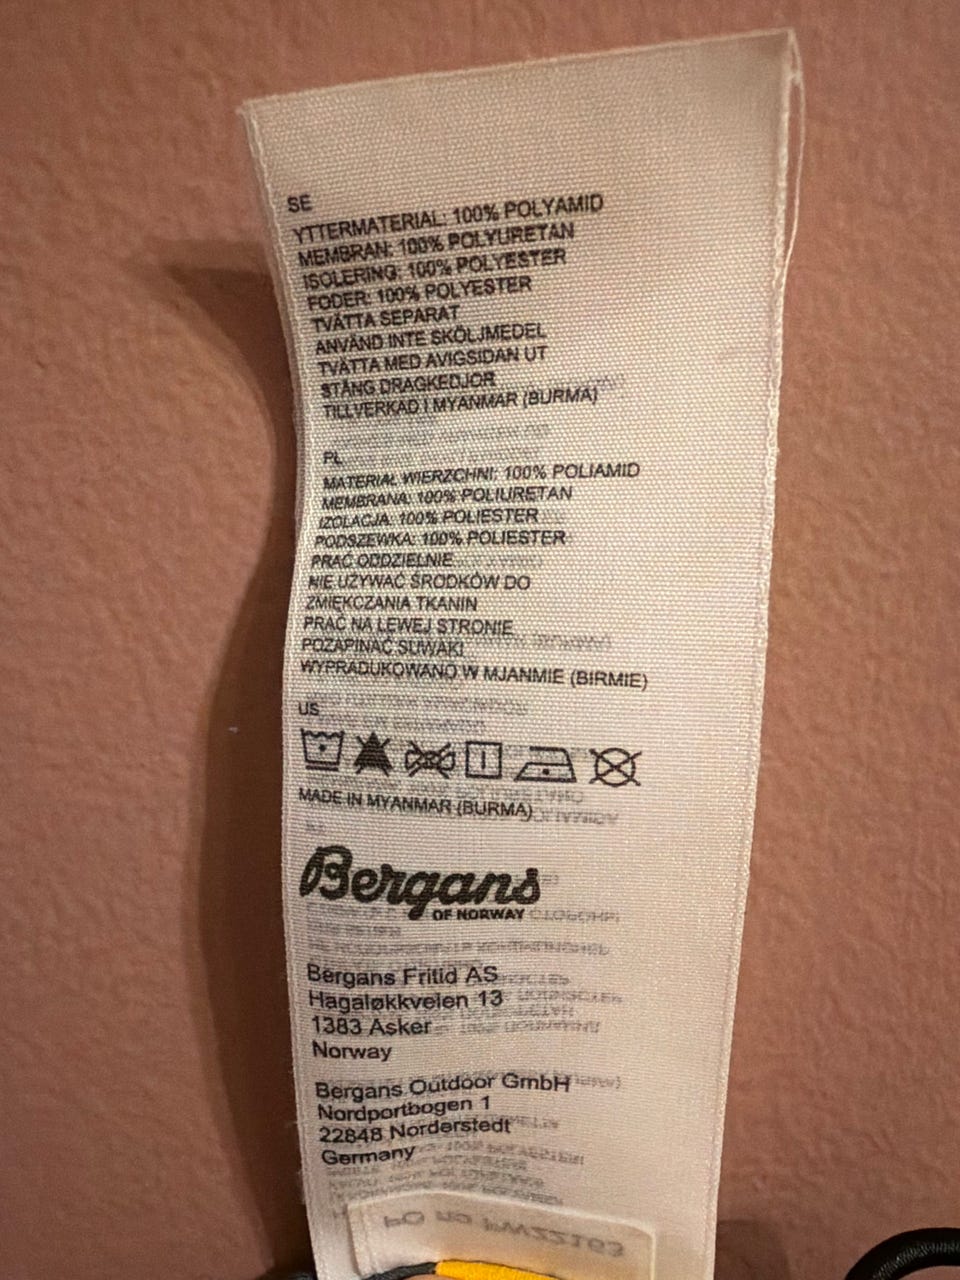 SE
YTTERMATERIAL: 100% POLYAMID
MEMBRAN: 100% POLYURETAN
ISOLERING: 100% POLYESTER
FODER: 100% POLYESTER
TVÄTTA SEPARAT
ANVÄND INTE SKÖLJMEDEL
TVÄTTA MED AVIGSIDAN UT
STÄNG DRAGKEDJOR
TILLVERKAD I MYANMAR (BURMA)
PL
MATERIAŁ WIERZCHNI: 100% POLIAMID
MEMBRANA: 100% POLIURETAN
IZOLACJA: 100% POLIESTER
PODSZEWKA: 100% POLIESTER
PRAĆ ODDZIELNIE
NIE UŻYWAĆ ŚRODKÓW DO
ZMIĘKCZANIA TKANIN
PRAĆ NA LEWEJ STRONIE
POZAPINAĆ SUWAKI
WYPRADUKOWANO W MJANMIE (BIRMIE)
US
MADE IN MYANMAR (BURMA)
Bergans
OF NORWAY
Bergans Fritid AS
Hagaløkkveien 13
1383 Asker
Norway
Bergans Outdoor GmbH
Nordportbogen 1
22848 Norderstedt
Germany